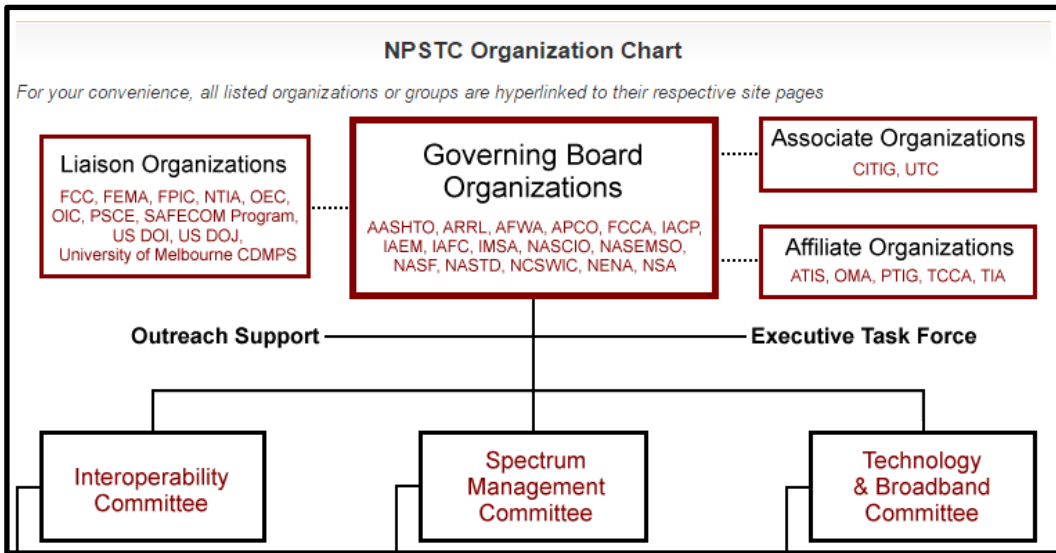 NPSTC Organization Chart
For your convenience, all listed organizations or groups are hyperlinked to their respective site pages
Liaison Organizations
FCC, FEMA, FPIC, NTIA, OEC,
OIC, PSCE, SAFECOM Program,
US DOI, US DOJ,
University of Melbourne CDMPS
Governing Board
Organizations
AASHTO, ARRL, AFWA, APCO, FCCA, IACP,
IAEM, IAFC, IMSA, NASCIO, NASEMSO,
NASF, NASTD, NCSWIC, NENA, NSA
Associate Organizations
CITIG, UTC
Affiliate Organizations
ATIS, OMA, PTIG, TCCA, TIA
Outreach Support
Executive Task Force
Interoperability
Committee
Spectrum
Management
Committee
Technology
& Broadband
Committee